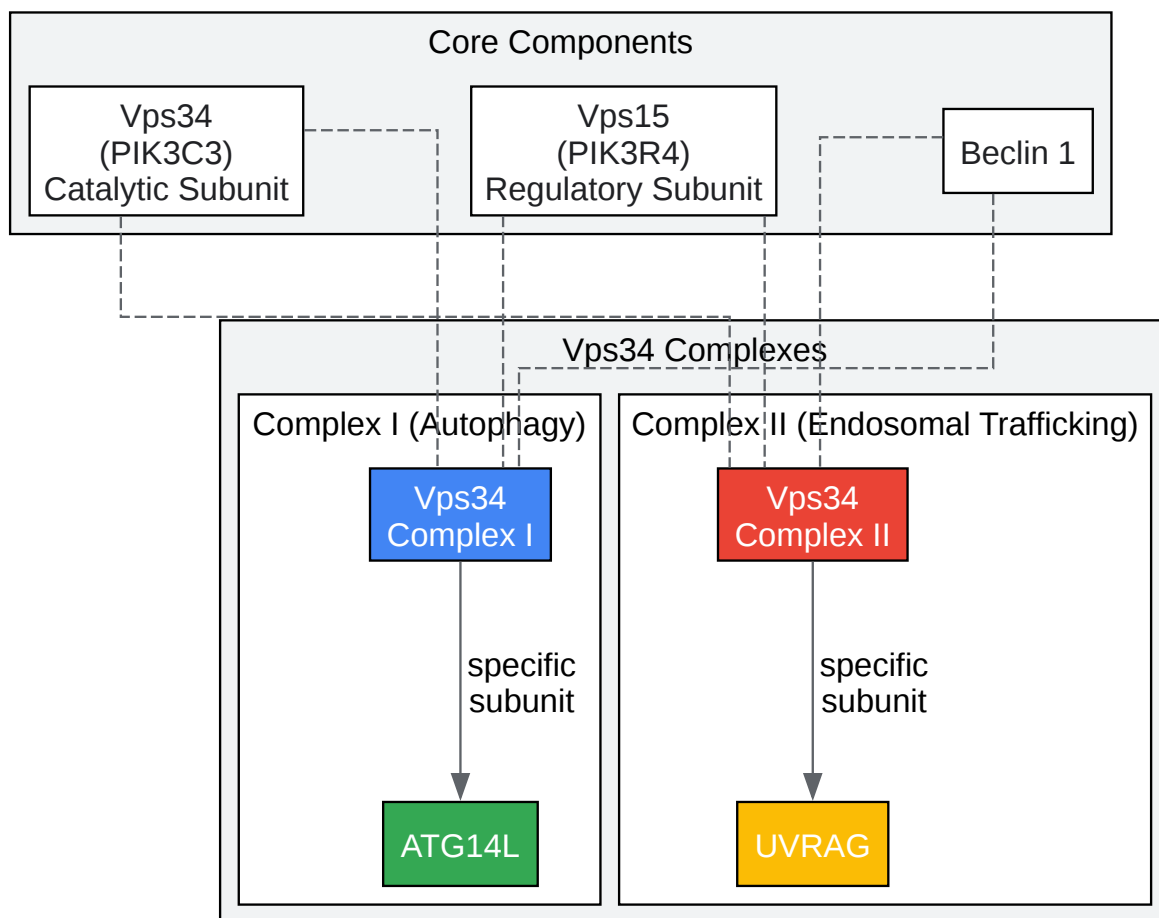 Core Components
Vps34
(PIK3C3)
Catalytic Subunit
Vps15
(PIK3R4)
Regulatory Subunit
Beclin 1
Vps34 Complexes
Complex I (Autophagy)
Complex II (Endosomal Trafficking)
Vps34
Complex I
Vps34
Complex II
specific
subunit
specific
subunit
ATG14L
UVRAG